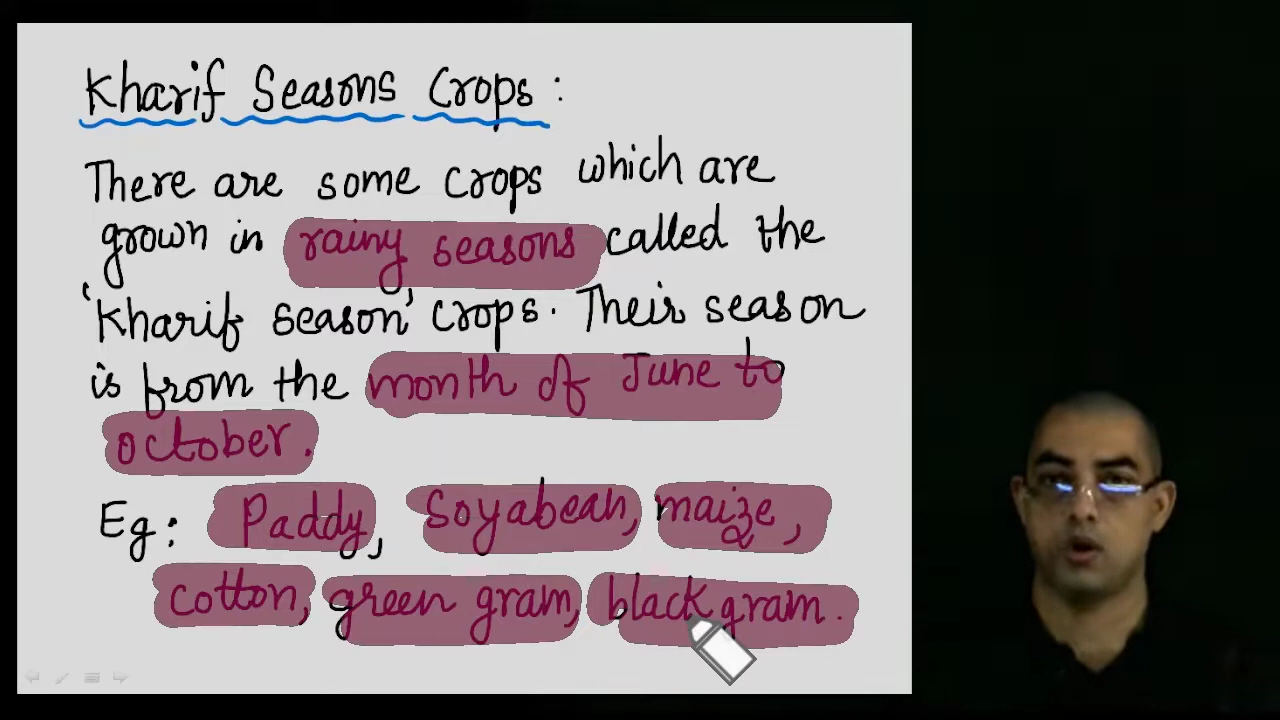 Kharif Seasons Crops:
There are some crops which are
grown in rainy seasons called the
'Kharif season' crops. Their season
is from the month of June to
october.
Eg: Paddy, Soyabean, maize,
cotton, green gram, black gram.